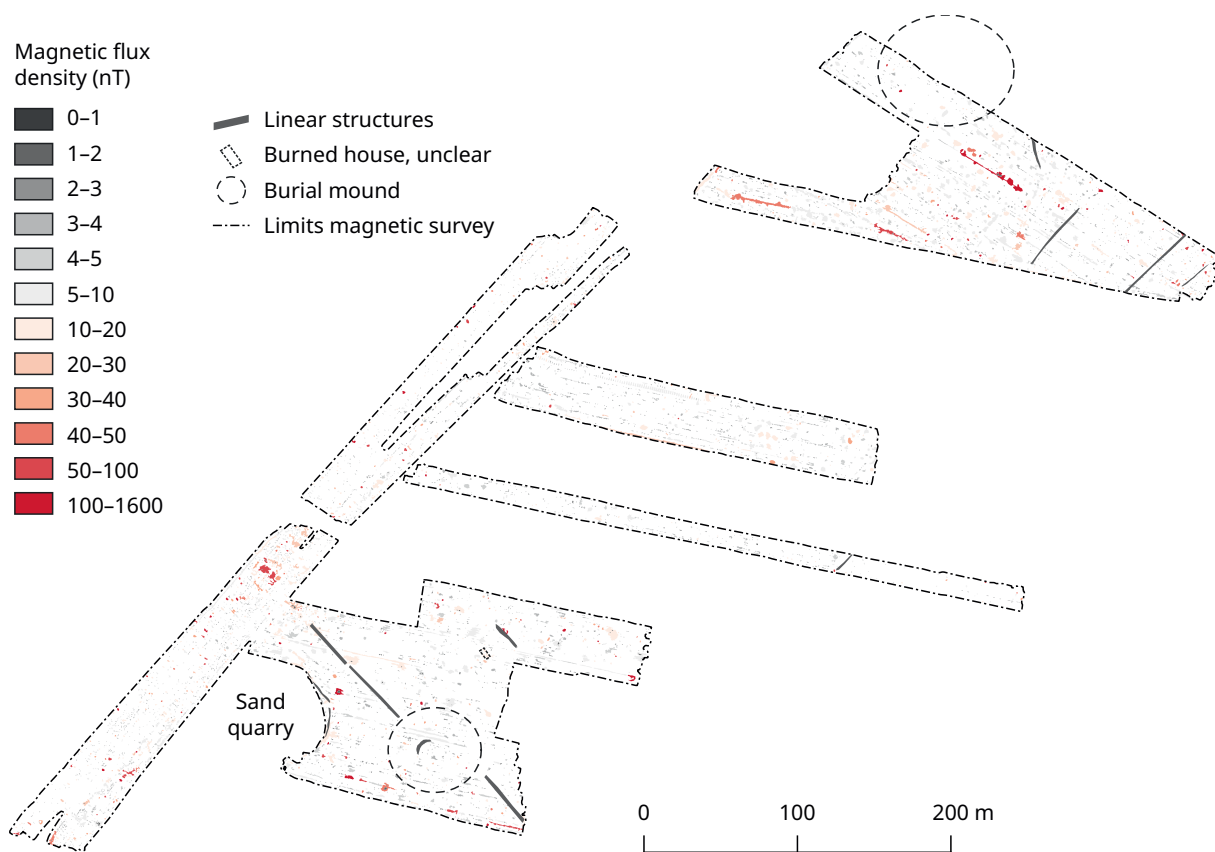 Magnetic flux
density (nT)
0–1
1–2
2–3
3–4
4–5
5–10
10–20
20–30
30–40
40–50
50–100
100–1600
Linear structures
Burned house, unclear
Burial mound
Limits magnetic survey
Sand
quarry
0 100 200 m